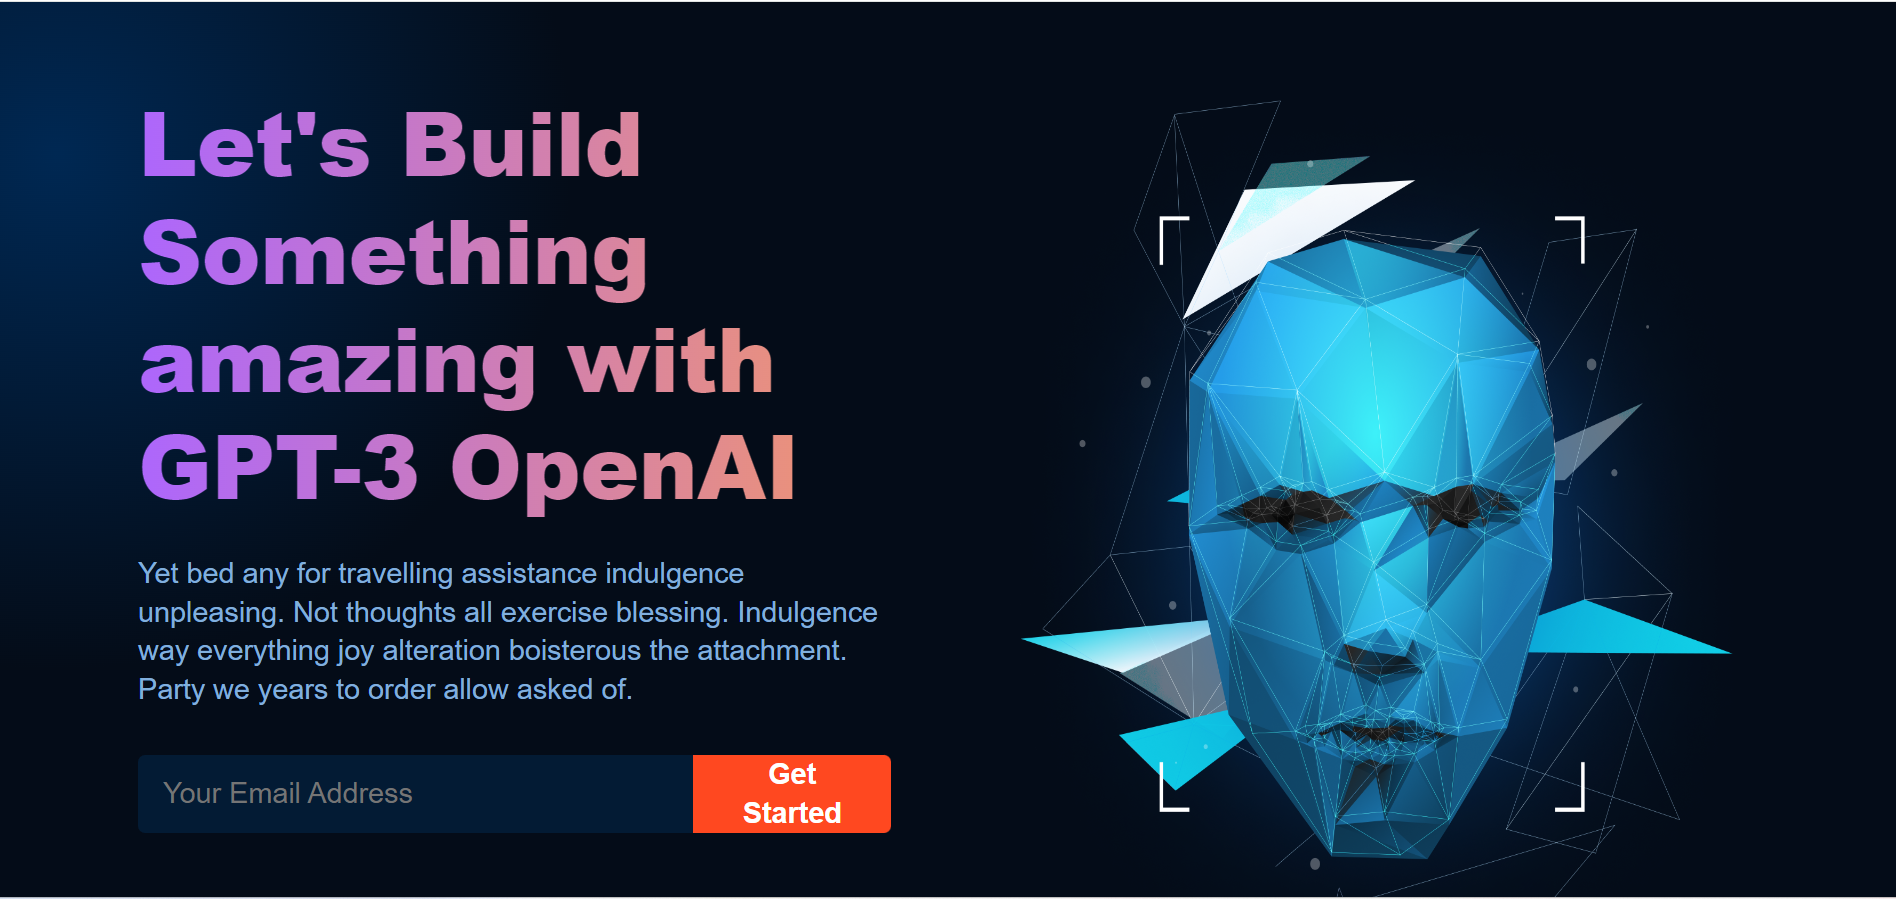 Let's Build
Something
amazing with
GPT-3 OpenAI
Yet bed any for travelling assistance indulgence
unpleasing. Not thoughts all exercise blessing. Indulgence
way everything joy alteration boisterous the attachment.
Party we years to order allow asked of.
Your Email Address
Get
Started